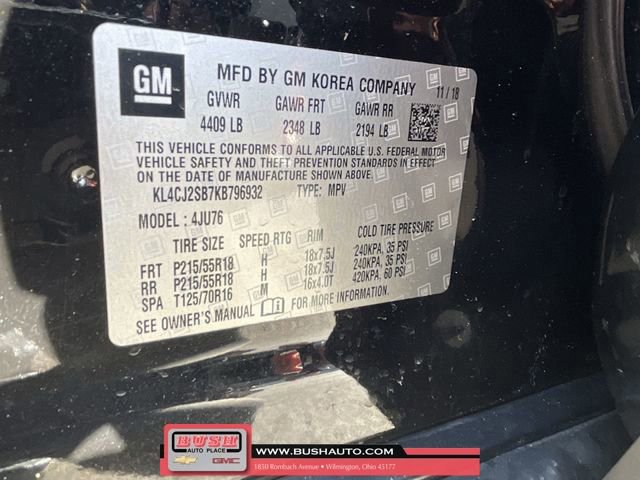 GM
MFD BY GM KOREA COMPANY
11/18
GVWR GAWR FRT GAWR RR
4409 LB 2348 LB 2194 LB
THIS VEHICLE CONFORMS TO ALL APPLICABLE U.S. FEDERAL MOTOR
VEHICLE SAFETY AND THEFT PREVENTION STANDARDS IN EFFECT ON
THE DATE OF MANUFACTURE SHOWN ABOVE.
KL4CJ2SB7KB796932 TYPE: MPV
MODEL: 4JU76
TIRE SIZE SPEED RTG RIM COLD TIRE PRESSURE
FRT P215/55R18 H 18x7.5J 240KPA, 35 PSI
RR P215/55R18 H 18x7.5J 240KPA, 35 PSI
SPA T125/70R16 M 16x4.0T 420KPA, 60 PSI
SEE OWNER'S MANUAL FOR MORE INFORMATION
BUSH
AUTO PLACE
GMC
WWW.BUSHAUTO.COM
1850 Rombach Avenue • Wilmington, Ohio 45177